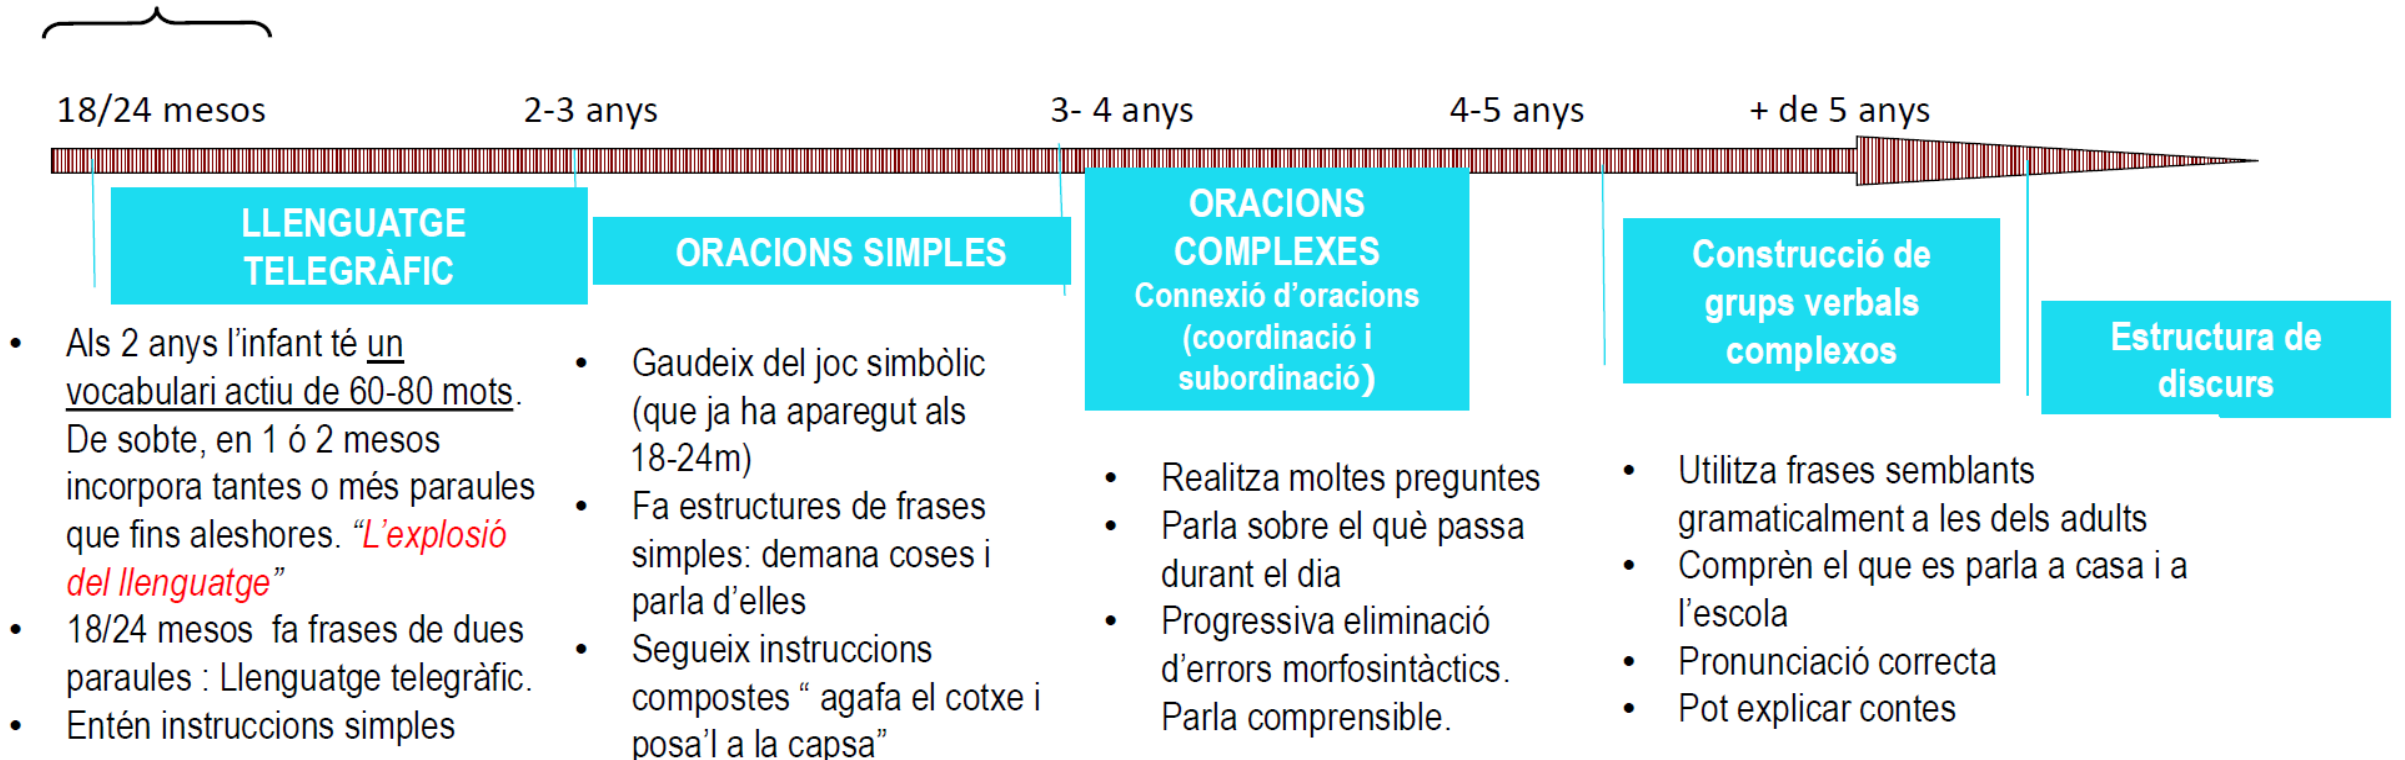 18/24 mesos
2-3 anys
3- 4 anys
4-5 anys
+ de 5 anys
LLENGUATGE
TELEGRÀFIC
ORACIONS SIMPLES
ORACIONS
COMPLEXES
Connexió d’oracions
(coordinació i
subordinació)
Construcció de
grups verbals
complexos
Estructura de
discurs
• Als 2 anys l’infant té un
vocabulari actiu de 60-80 mots.
De sobte, en 1 ó 2 mesos
incorpora tantes o més paraules
que fins aleshores. “L’explosió
del llenguatge”
• 18/24 mesos fa frases de dues
paraules : Llenguatge telegràfic.
• Entén instruccions simples
• Gaudeix del joc simbòlic
(que ja ha aparegut als
18-24m)
• Fa estructures de frases
simples: demana coses i
parla d’elles
• Segueix instruccions
compostes “ agafa el cotxe i
posa’l a la capsa”
• Realitza moltes preguntes
• Parla sobre el què passa
durant el dia
• Progressiva eliminació
d’errors morfosintàctics.
Parla comprensible.
• Utilitza frases semblants
gramaticalment a les dels adults
• Comprèn el que es parla a casa i a
l’escola
• Pronunciació correcta
• Pot explicar contes